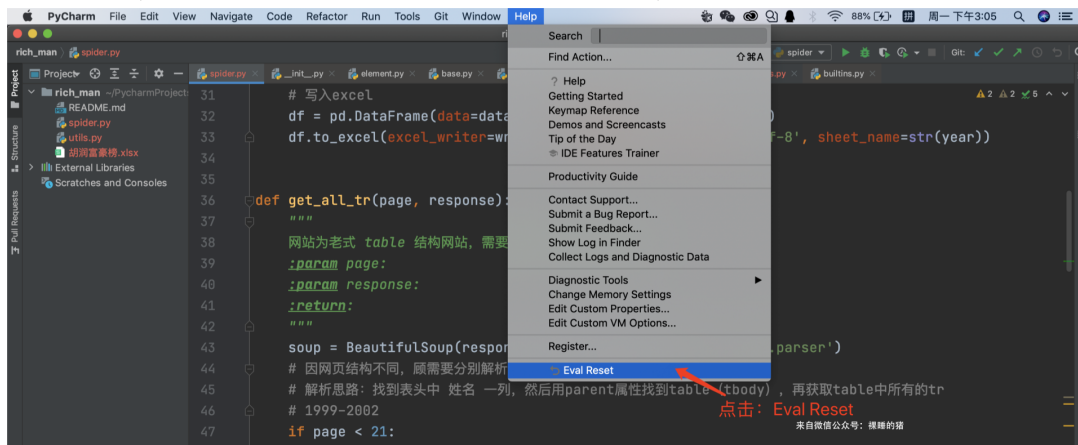 PyCharm File Edit View Navigate Code Refactor Run Tools Git Window Help 88% 拼 周一下午3:05
rich_man spider.py spider Git:
Project spider.py __init__.py element.py base.py builtins.py
Search
Find Action... ⇧⌘A
? Help
Getting Started
Keymap Reference
Demos and Screencasts
Tip of the Day
IDE Features Trainer
Productivity Guide
Contact Support...
Submit a Bug Report...
Submit Feedback...
Show Log in Finder
Collect Logs and Diagnostic Data
Diagnostic Tools
Change Memory Settings
Edit Custom Properties...
Edit Custom VM Options...
Register...
Eval Reset
Project
Structure
Pull Requests
rich_man ~/PycharmProject
README.md
spider.py
utils.py
胡润富豪榜.xlsx
External Libraries
Scratches and Consoles
2 2 5
31 # 写入excel
32 df = pd.DataFrame(data=data )
33 df.to_excel(excel_writer=wr f-8', sheet_name=str(year))
34
35
36 def get_all_tr(page, response):
37 """
38 网站为老式 table 结构网站，需要
39 :param page:
40 :param response:
41 :return:
42 """
43 soup = BeautifulSoup(respon .parser')
44 # 因网页结构不同，顾需要分别解析
45 # 解析思路：找到表头中 姓名 一列，然后用parent属性找到table（tbody），再获取table中所有的tr
46 # 1999-2002
47 if page < 21:
点击：Eval Reset
来自微信公众号：裸睡的猪